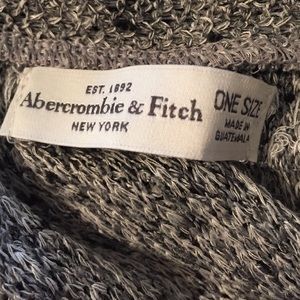 EST. 1892
Abercrombie & Fitch
NEW YORK
ONE SIZE
MADE IN
GUATEMALA